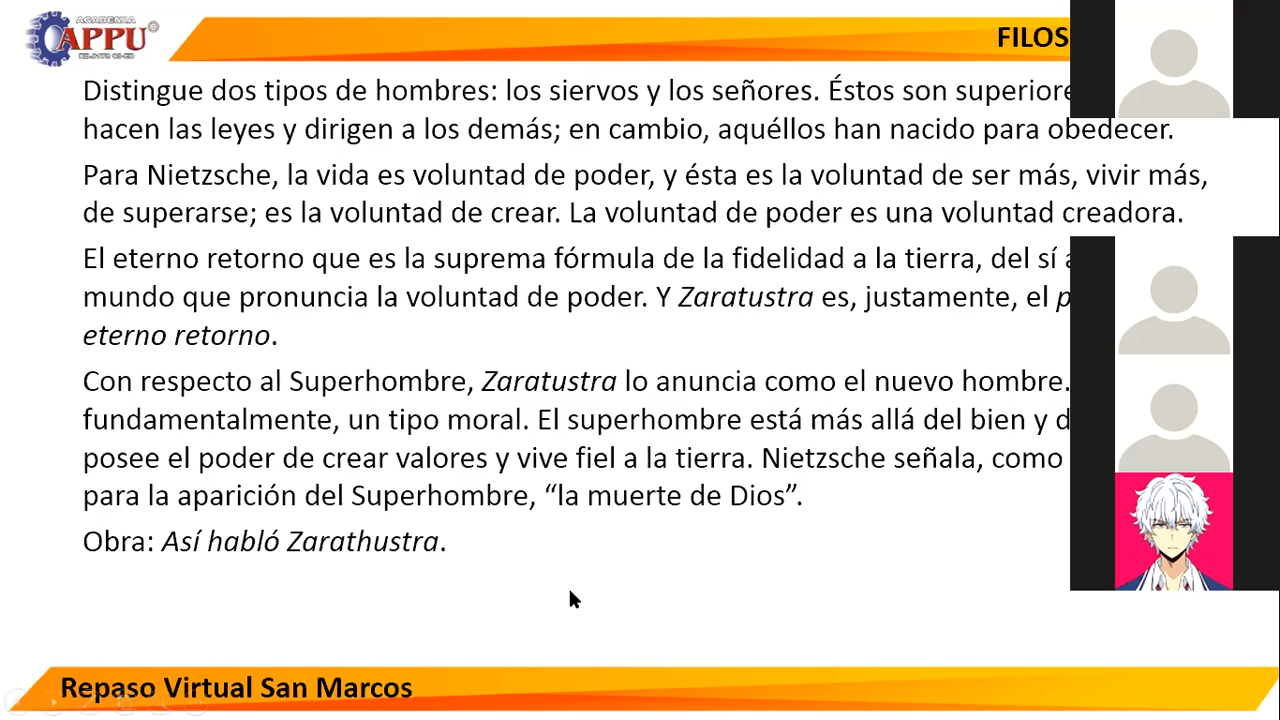 ACADEMIA
APPU
FILOS
Distingue dos tipos de hombres: los siervos y los señores. Éstos son
hacen las leyes y dirigen a los demás; en cambio, aquéllos han nacido para obedecer.
Para Nietzsche, la vida es voluntad de poder, y ésta es la voluntad de ser más, vivir más,
de superarse; es la voluntad de crear. La voluntad de poder es una voluntad creadora.
El eterno retorno que es la suprema fórmula de la fidelidad a la tierra, del sí
mundo que pronuncia la voluntad de poder. Y Zaratustra es, justamente, el
eterno retorno.
Con respecto al Superhombre, Zaratustra lo anuncia como el nuevo hombre.
fundamentalmente, un tipo moral. El superhombre está más allá del bien y
posee el poder de crear valores y vive fiel a la tierra. Nietzsche señala, como
para la aparición del Superhombre, “la muerte de Dios”.
Obra: Así habló Zarathustra.
Repaso Virtual San Marcos